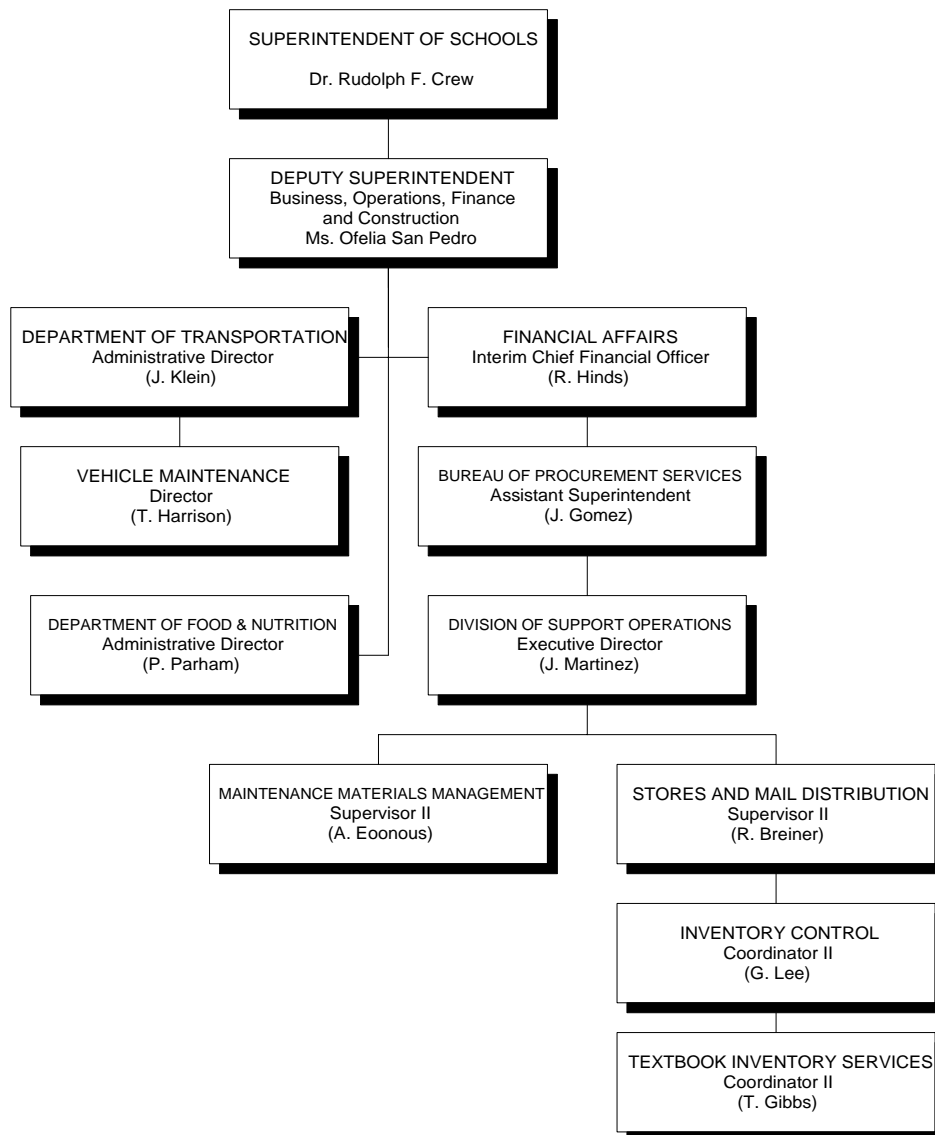 SUPERINTENDENT OF SCHOOLS
Dr. Rudolph F. Crew
DEPUTY SUPERINTENDENT
Business, Operations, Finance
and Construction
Ms. Ofelia San Pedro
DEPARTMENT OF TRANSPORTATION
Administrative Director
(J. Klein)
FINANCIAL AFFAIRS
Interim Chief Financial Officer
(R. Hinds)
VEHICLE MAINTENANCE
Director
(T. Harrison)
BUREAU OF PROCUREMENT SERVICES
Assistant Superintendent
(J. Gomez)
DEPARTMENT OF FOOD & NUTRITION
Administrative Director
(P. Parham)
DIVISION OF SUPPORT OPERATIONS
Executive Director
(J. Martinez)
MAINTENANCE MATERIALS MANAGEMENT
Supervisor II
(A. Eoonous)
STORES AND MAIL DISTRIBUTION
Supervisor II
(R. Breiner)
INVENTORY CONTROL
Coordinator II
(G. Lee)
TEXTBOOK INVENTORY SERVICES
Coordinator II
(T. Gibbs)